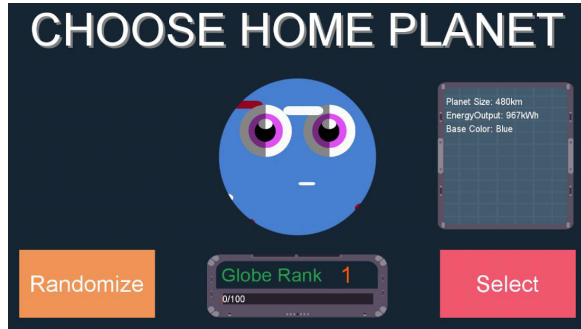 CHOOSE HOME PLANET
Planet Size: 480km
EnergyOutput: 967kWh
Base Color: Blue
Randomize
Globe Rank 1
0/100
Select